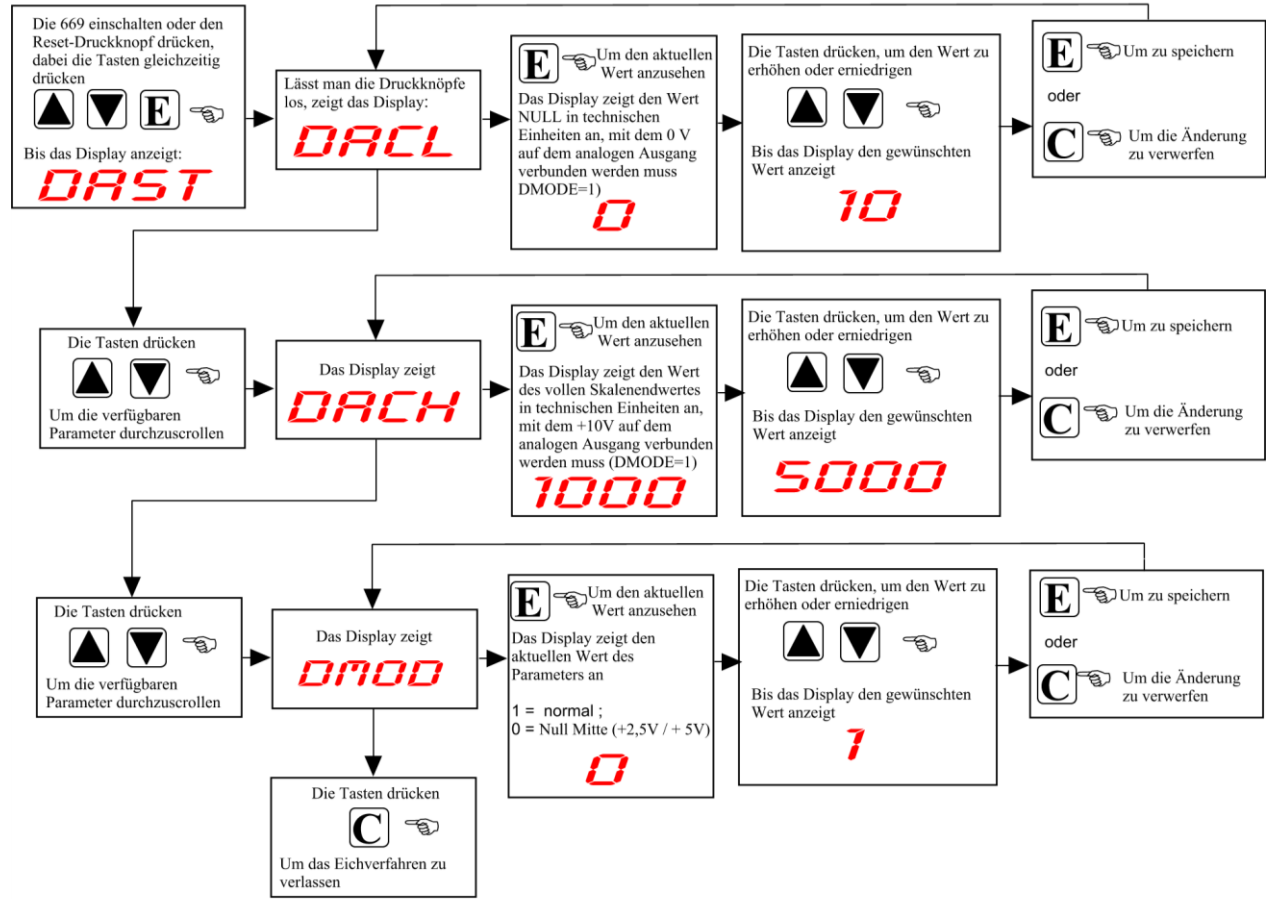 Die 669 einschalten oder den
Reset-Druckknopf drücken,
dabei die Tasten gleichzeitig
drücken
E
Bis das Display anzeigt:
DAST
Lässt man die Druckknöpfe
los, zeigt das Display:
DACL
E Um den aktuellen
Wert anzusehen
Das Display zeigt den Wert
NULL in technischen
Einheiten an, mit dem 0 V
auf dem analogen Ausgang
verbunden werden muss
DMODE=1)
0
Die Tasten drücken, um den Wert zu
erhöhen oder erniedrigen
Bis das Display den gewünschten
Wert anzeigt
10
E Um zu speichern
oder
C Um die Änderung
zu verwerfen
Die Tasten drücken
Um die verfügbaren
Parameter durchzuscrollen
Das Display zeigt
DACH
E Um den aktuellen
Wert anzusehen
Das Display zeigt den Wert
des vollen Skalenendwertes
in technischen Einheiten an,
mit dem +10V auf dem
analogen Ausgang verbunden
werden muss (DMODE=1)
1000
Die Tasten drücken, um den Wert zu
erhöhen oder erniedrigen
Bis das Display den gewünschten
Wert anzeigt
5000
E Um zu speichern
oder
C Um die Änderung
zu verwerfen
Die Tasten drücken
Um die verfügbaren
Parameter durchzuscrollen
Das Display zeigt
DMOD
E Um den aktuellen
Wert anzusehen
Das Display zeigt den
aktuellen Wert des
Parameters an
1 = normal ;
0 = Null Mitte (+2,5V / + 5V)
0
Die Tasten drücken, um den Wert zu
erhöhen oder erniedrigen
Bis das Display den gewünschten
Wert anzeigt
1
E Um zu speichern
oder
C Um die Änderung
zu verwerfen
Die Tasten drücken
C
Um das Eichverfahren zu
verlassen